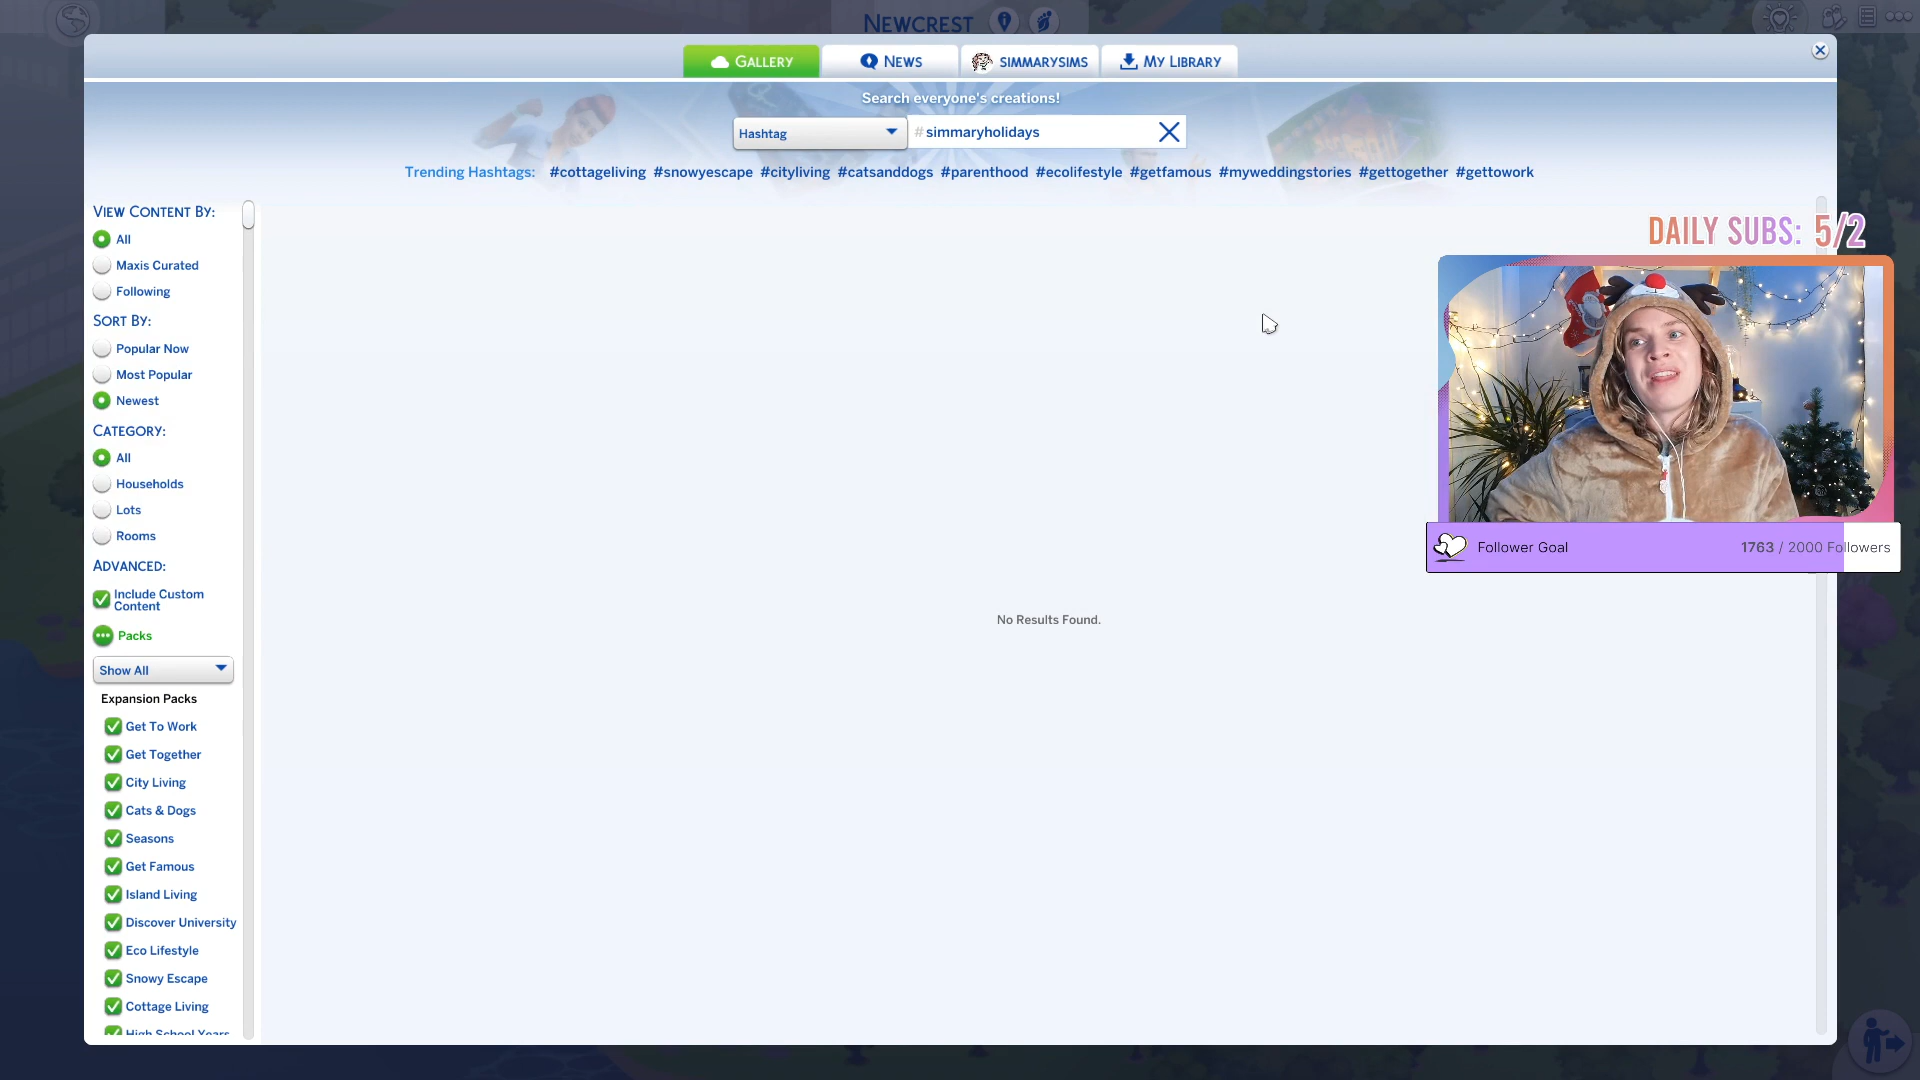 NEWCREST
GALLERY
NEWS
SIMMARYSIMS
MY LIBRARY
Search everyone's creations!
Hashtag
#simmaryholidays
Trending Hashtags: #cottageliving #snowyescape #cityliving #catsanddogs #parenthood #ecolifestyle #getfamous #myweddingstories #gettogether #gettowork
VIEW CONTENT BY:
All
Maxis Curated
Following
SORT BY:
Popular Now
Most Popular
Newest
CATEGORY:
All
Households
Lots
Rooms
ADVANCED:
Include Custom
Content
Packs
Show All
Expansion Packs
Get To Work
Get Together
City Living
Cats & Dogs
Seasons
Get Famous
Island Living
Discover University
Eco Lifestyle
Snowy Escape
Cottage Living
High School Years
No Results Found.
DAILY SUBS: 5/2
Follower Goal
1763 / 2000 Followers